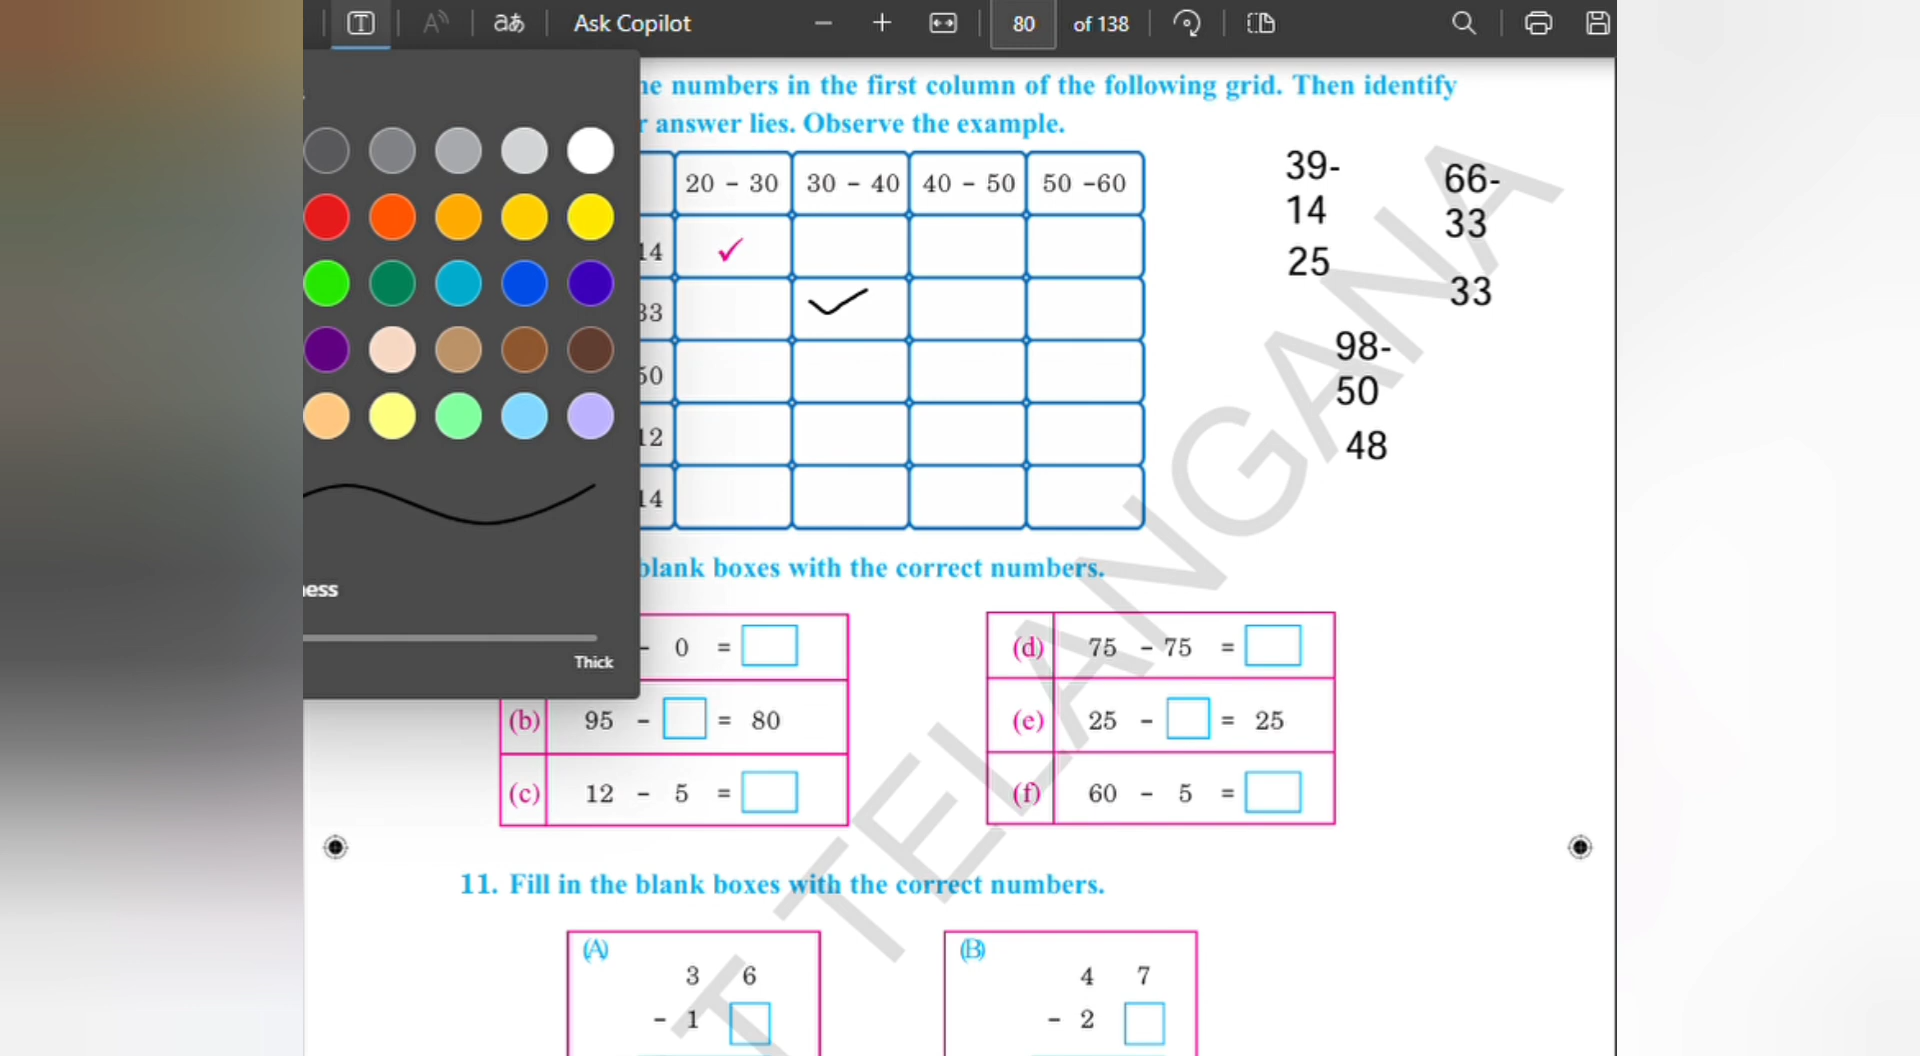 aあ Ask Copilot − + 80 of 138
numbers in the first column of the following grid. Then identify
answer lies. Observe the example.
20 - 30 30 - 40 40 - 50 50 -60
14 ✓
33
50
12
14
39-
14
25
66-
33
33
98-
50
48
Thick
blank boxes with the correct numbers.
- 0 =
(b) 95 - = 80
(c) 12 - 5 =
(d) 75 - 75 =
(e) 25 - = 25
(f) 60 - 5 =
11. Fill in the blank boxes with the correct numbers.
(A)
3 6
- 1
(B)
4 7
- 2
T TELANGANA